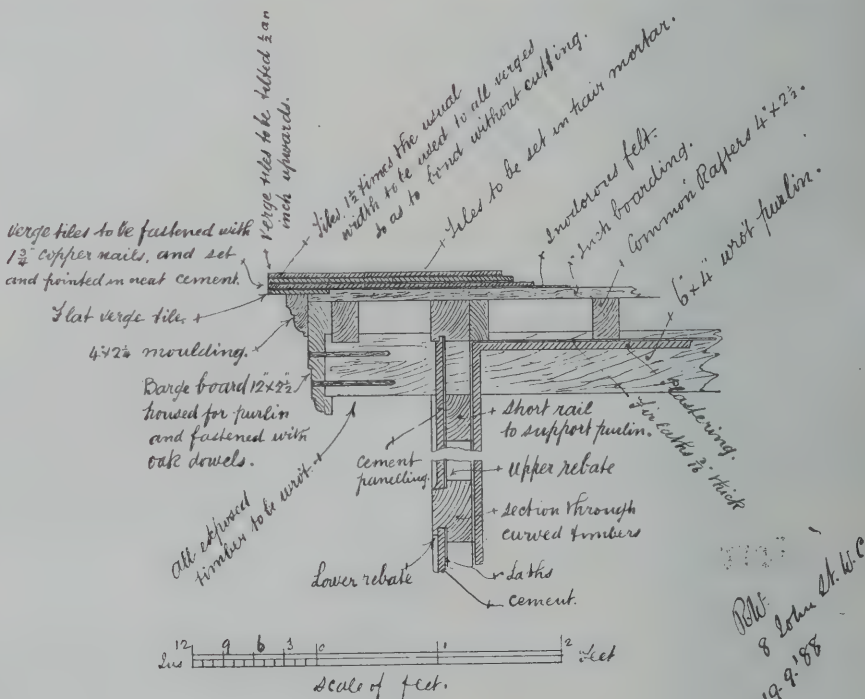 Verge tiles to be tilted ½ an
inch upwards.
Tiles. 1½ times the usual
width to be used to all verges
so as to bond without cutting.
Tiles to be set in hair mortar.
Inodorous felt.
1" Inch boarding.
Common Rafters 4"x2½".
6"x4" wrot purlin.
Verge tiles to be fastened with
1¾" copper nails, and set
and pointed in neat cement.
Flat verge tile.
4"x2¼ moulding.
Barge board 12"x2½"
housed for purlin
and fastened with
oak dowels.
all exposed
timber to be wrot.
cement
panelling.
short rail
to support purlin.
Upper rebate
section through
curved timbers
Lower rebate
Laths
cement.
Plastering.
Fir laths thick
12 9 6 3 0 1 2
Ins Feet
scale of feet.
R.W.
8 John St. W.C
19.9.'88